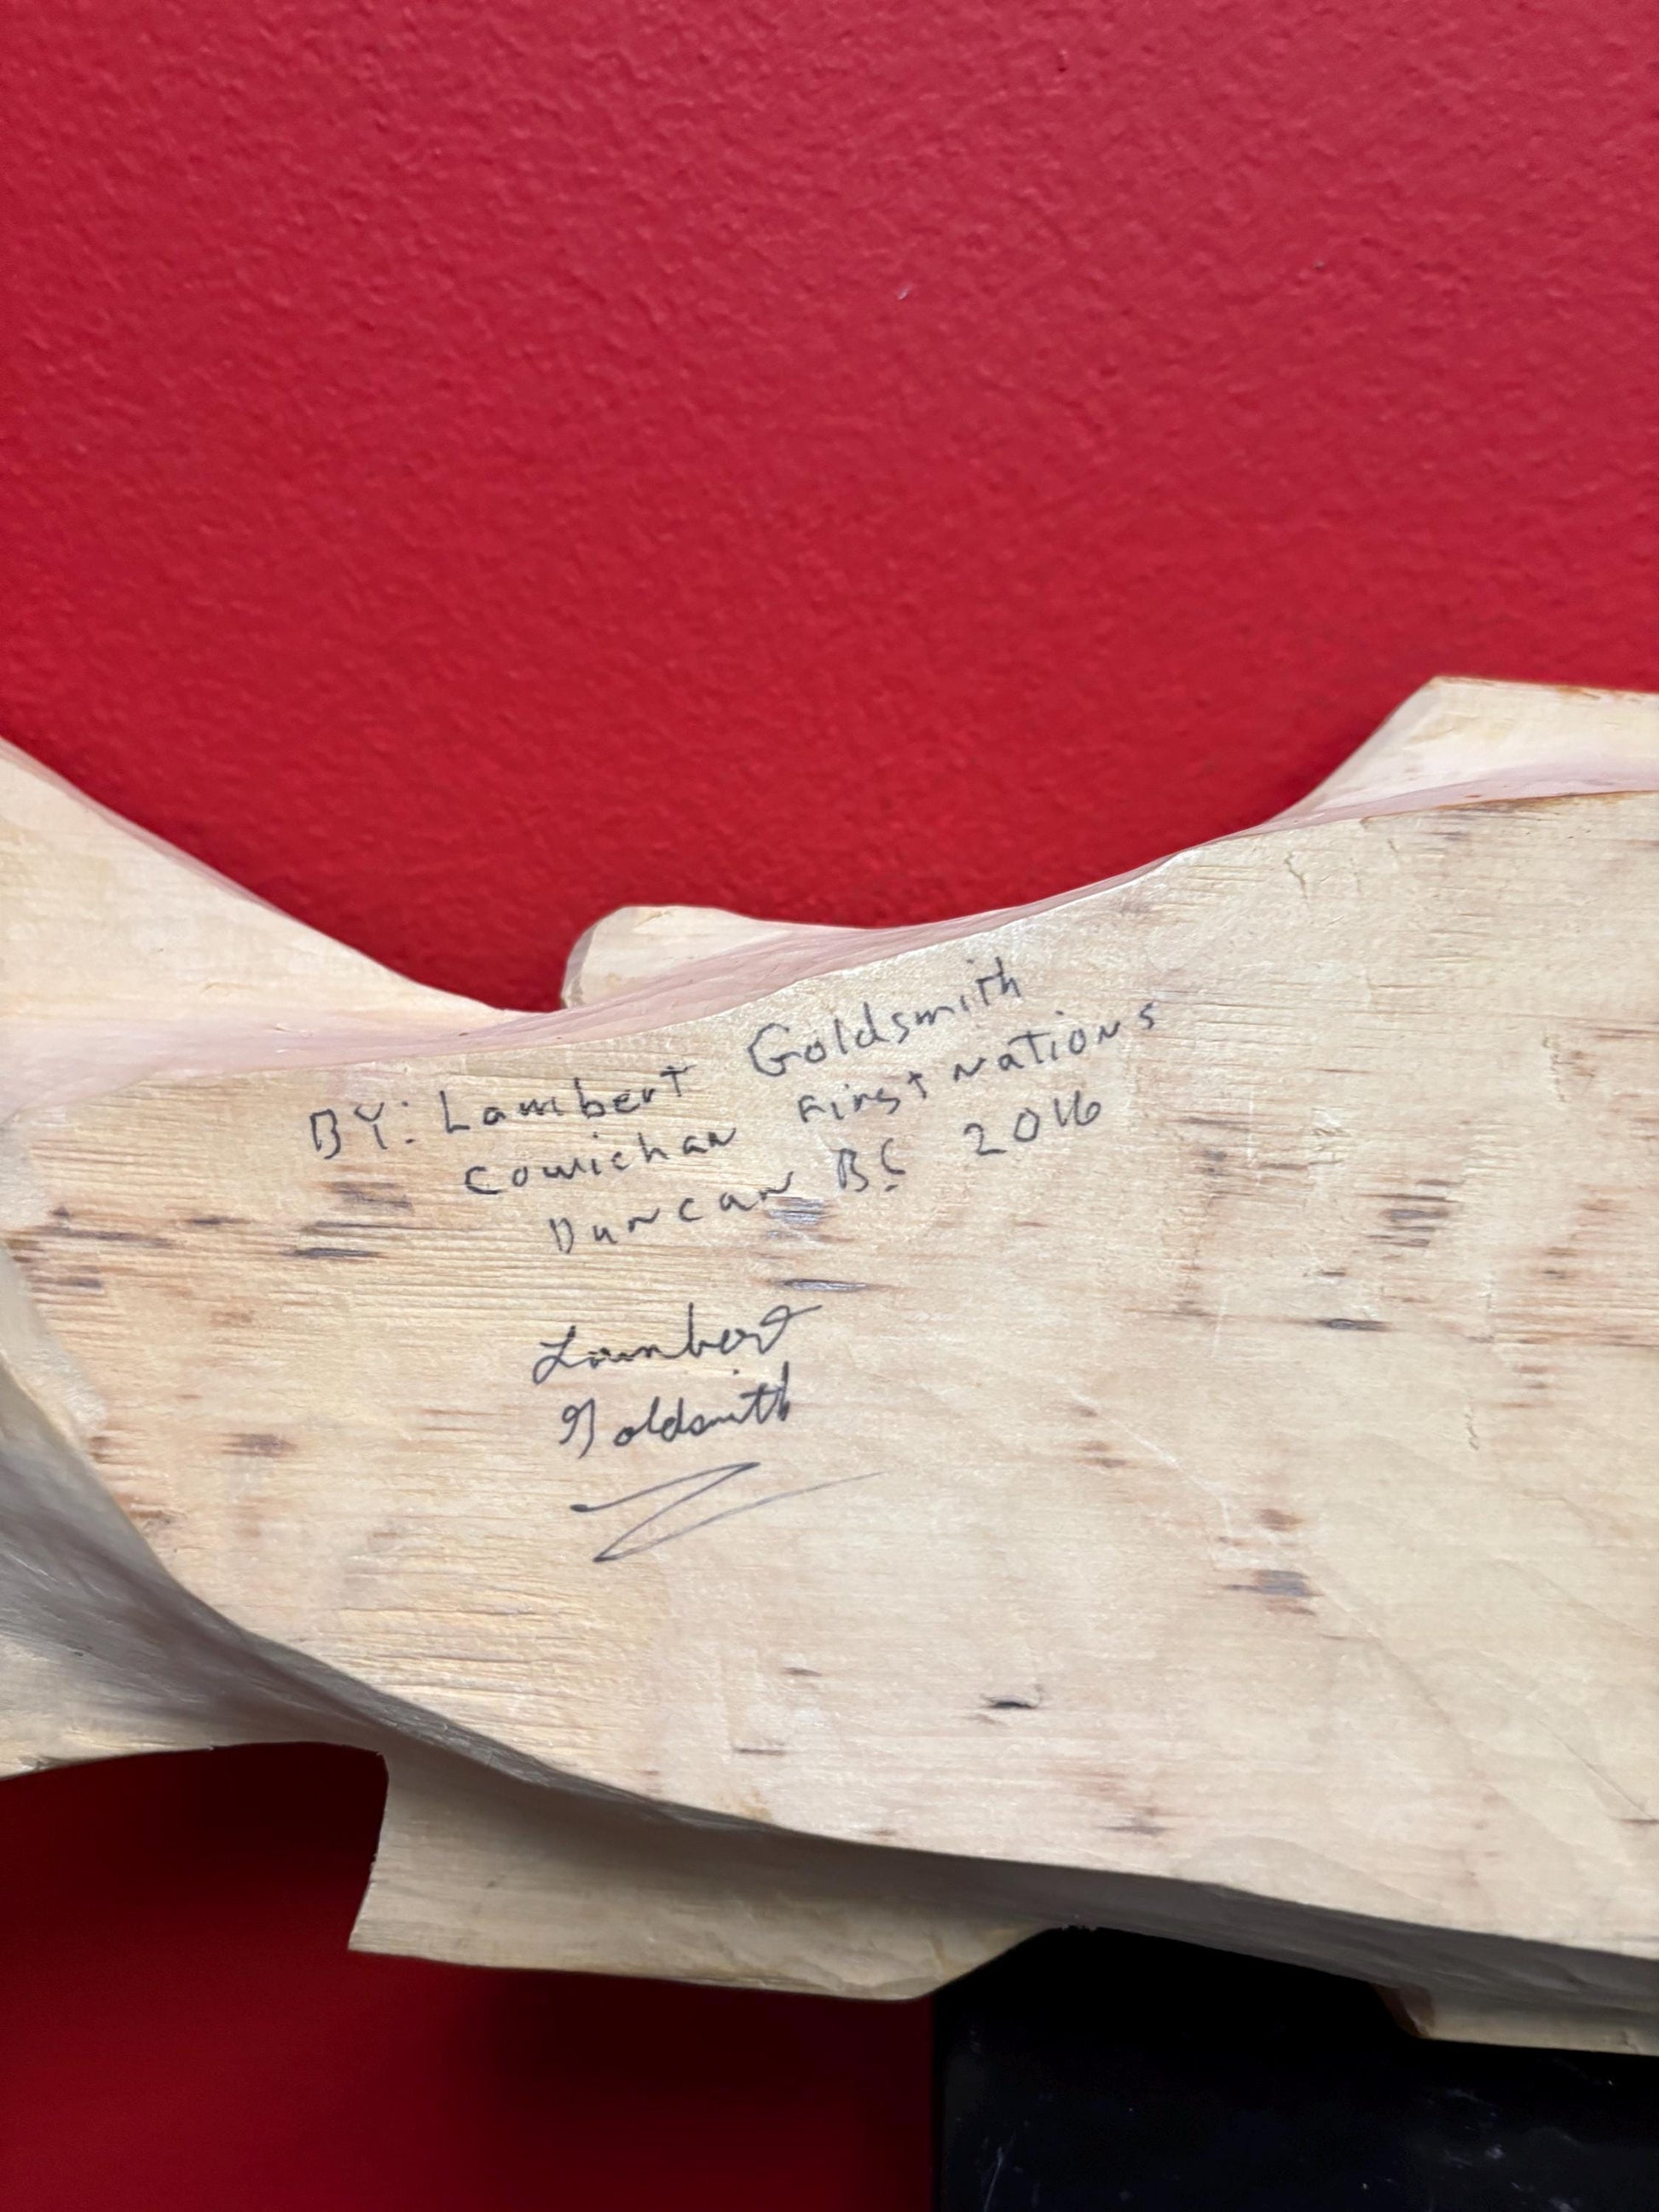 BY: Lambert Goldsmith
Cowichan First Nations
Duncan BC 2016
Lambert
Goldsmith